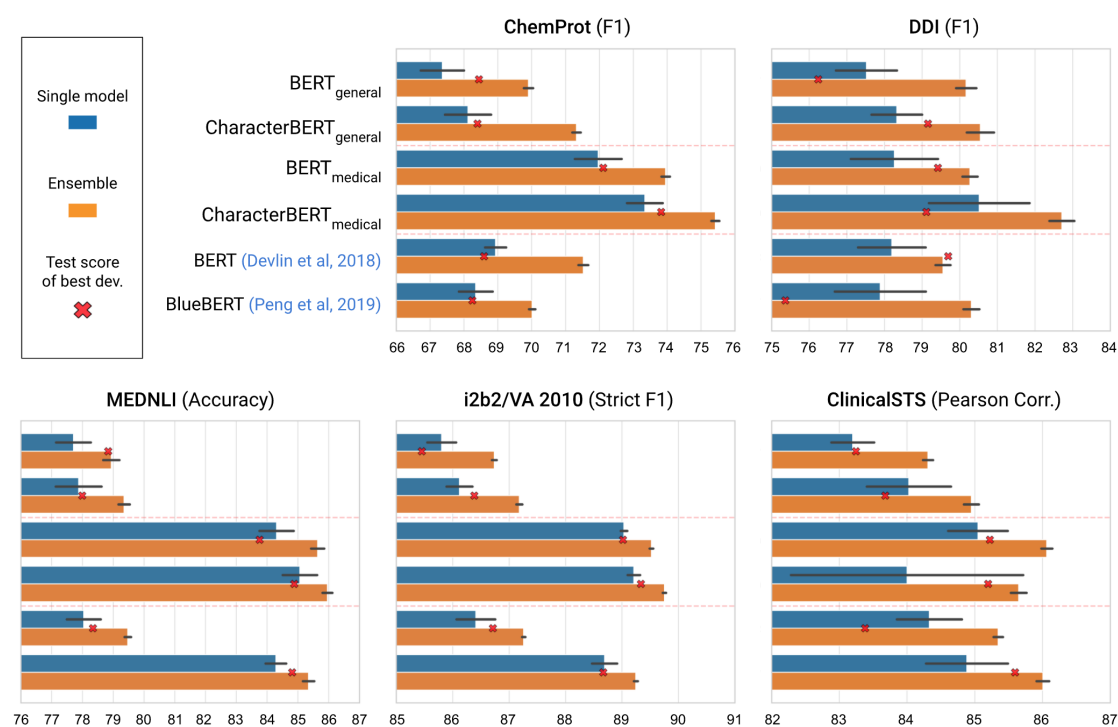 ChemProt (F1)
DDI (F1)
Single model
Ensemble
Test score
of best dev.
BERTgeneral
CharacterBERTgeneral
BERTmedical
CharacterBERTmedical
BERT (Devlin et al, 2018)
BlueBERT (Peng et al, 2019)
66 67 68 69 70 71 72 73 74 75 76
75 76 77 78 79 80 81 82 83 84
MEDNLI (Accuracy)
i2b2/VA 2010 (Strict F1)
ClinicalSTS (Pearson Corr.)
76 77 78 79 80 81 82 83 84 85 86 87
85 86 87 88 89 90 91
82 83 84 85 86 87